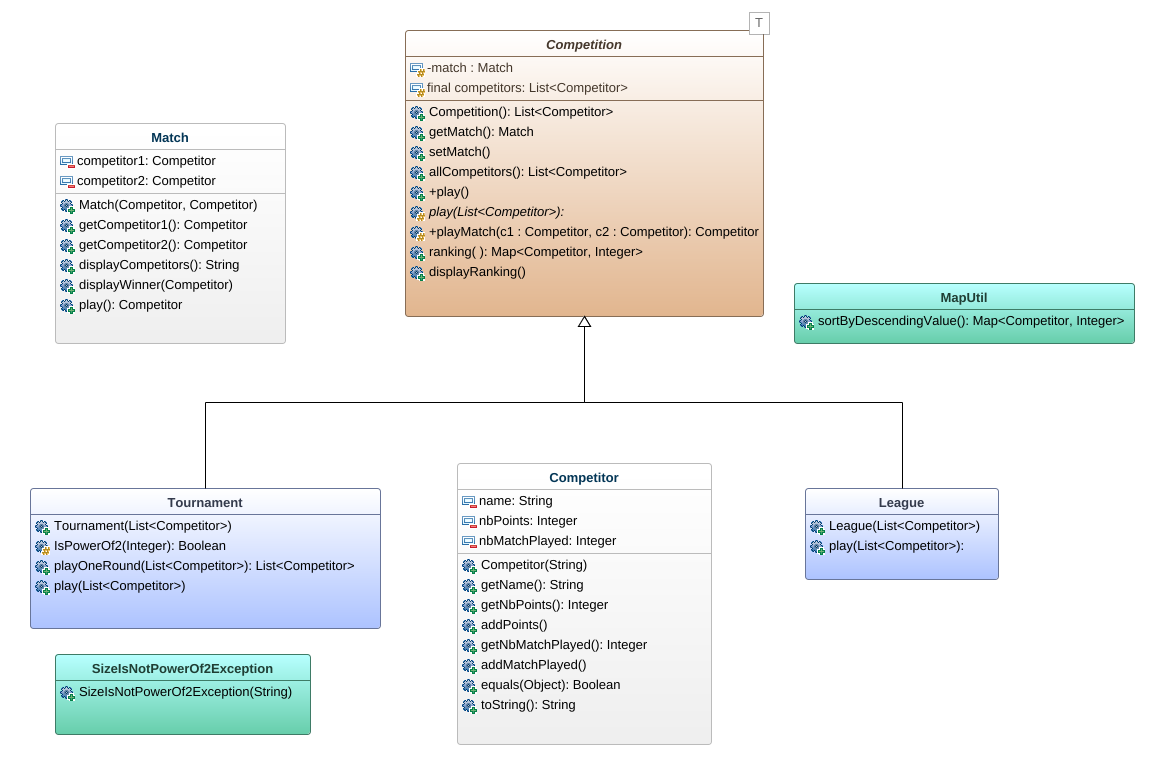 T
Competition
-match : Match
final competitors: List<Competitor>
Competition(): List<Competitor>
getMatch(): Match
setMatch()
allCompetitors(): List<Competitor>
+play()
play(List<Competitor>):
+playMatch(c1 : Competitor, c2 : Competitor): Competitor
ranking( ): Map<Competitor, Integer>
displayRanking()
Match
competitor1: Competitor
competitor2: Competitor
Match(Competitor, Competitor)
getCompetitor1(): Competitor
getCompetitor2(): Competitor
displayCompetitors(): String
displayWinner(Competitor)
play(): Competitor
MapUtil
sortByDescendingValue(): Map<Competitor, Integer>
Tournament
Tournament(List<Competitor>)
IsPowerOf2(Integer): Boolean
playOneRound(List<Competitor>): List<Competitor>
play(List<Competitor>)
Competitor
name: String
nbPoints: Integer
nbMatchPlayed: Integer
Competitor(String)
getName(): String
getNbPoints(): Integer
addPoints()
getNbMatchPlayed(): Integer
addMatchPlayed()
equals(Object): Boolean
toString(): String
League
League(List<Competitor>)
play(List<Competitor>):
SizeIsNotPowerOf2Exception
SizeIsNotPowerOf2Exception(String)